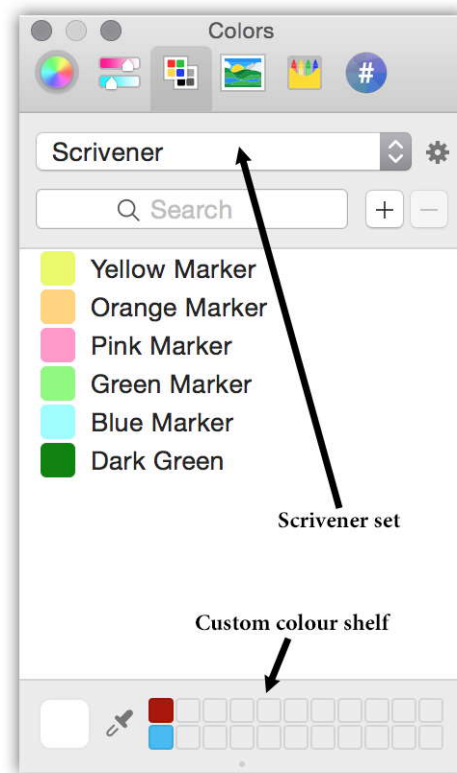 Colors
#
Scrivener
Search
Yellow Marker
Orange Marker
Pink Marker
Green Marker
Blue Marker
Dark Green
Scrivener set
Custom colour shelf